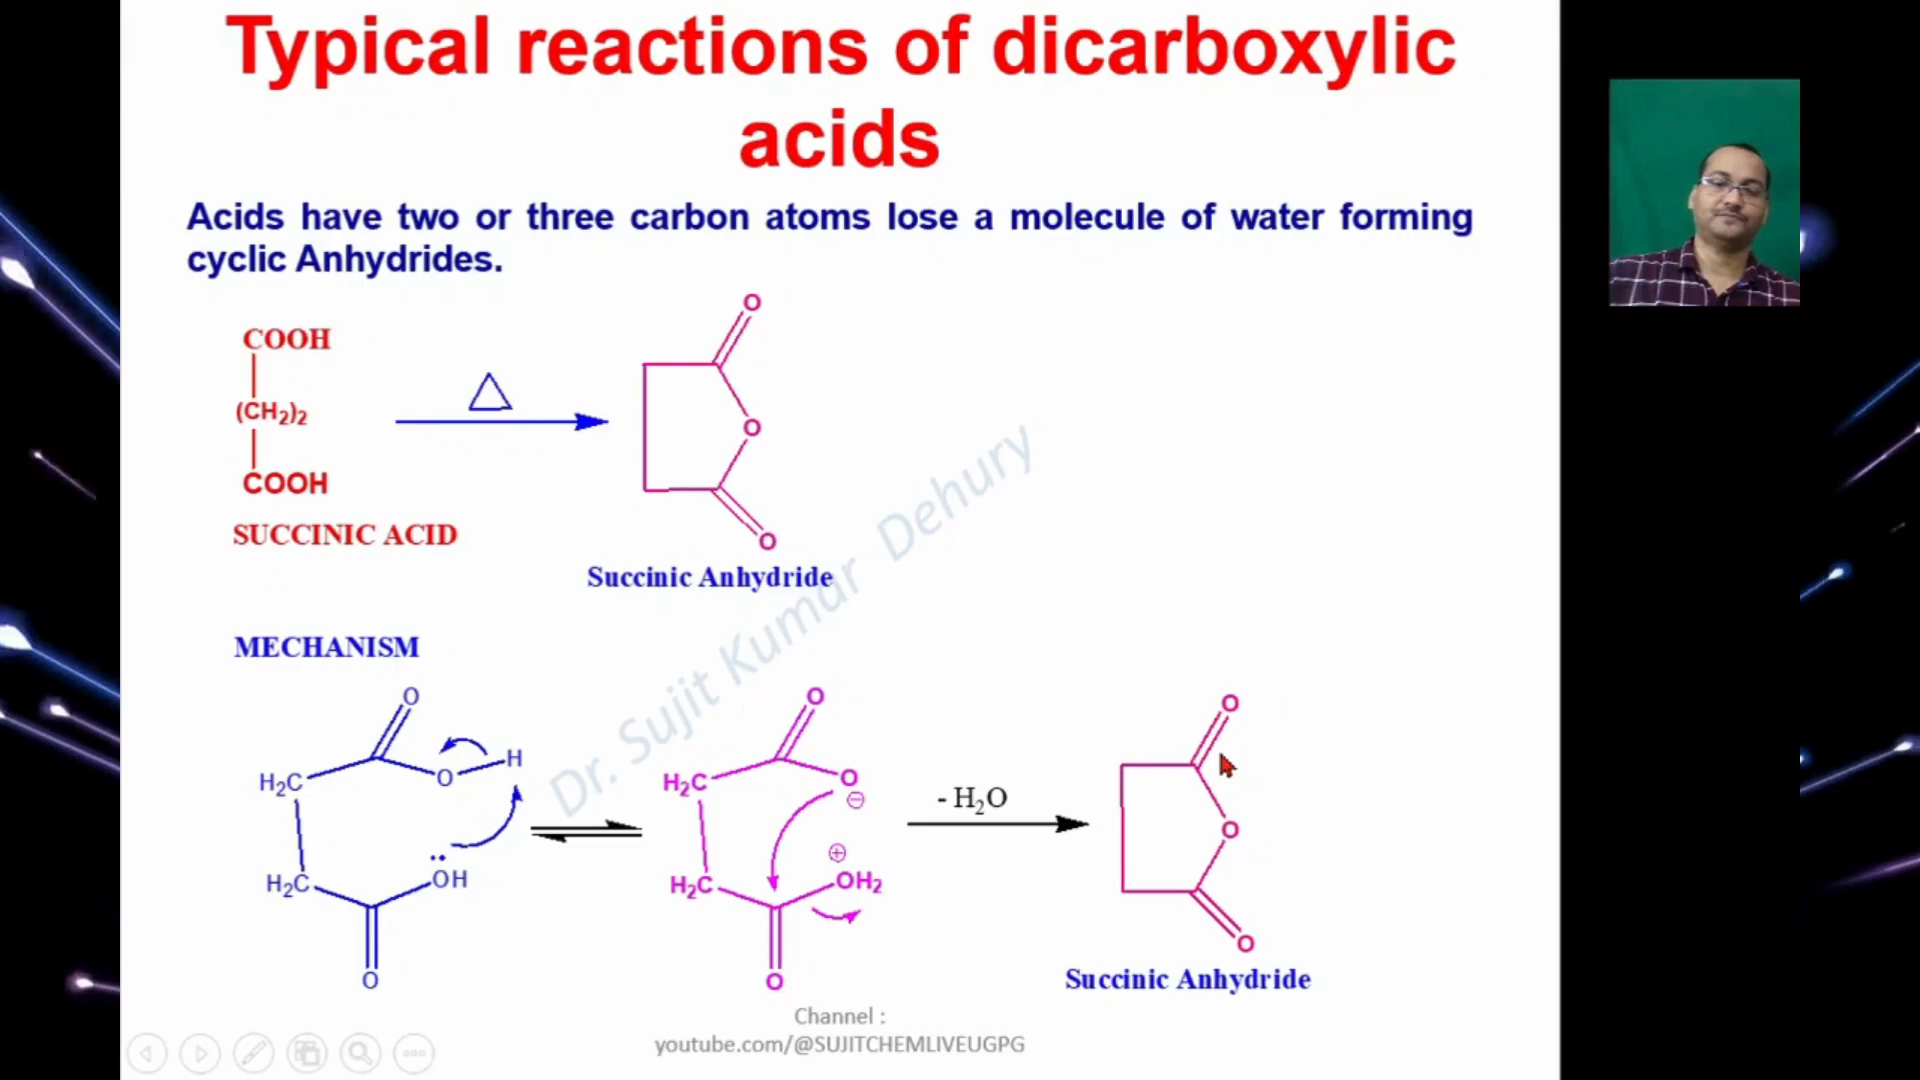 Typical reactions of dicarboxylic
acids
Acids have two or three carbon atoms lose a molecule of water forming
cyclic Anhydrides.
COOH
(CH₂)₂
COOH
SUCCINIC ACID
O
O
O
Succinic Anhydride
Dr. Sujit Kumar Dehury
MECHANISM
O
H₂C
O
H
H₂C
OH
O
O
H₂C
O
⊖
⊕
H₂C
OH₂
O
- H₂O
O
O
O
Succinic Anhydride
Channel :
youtube.com/@SUJITCHEMLIVEUGPG